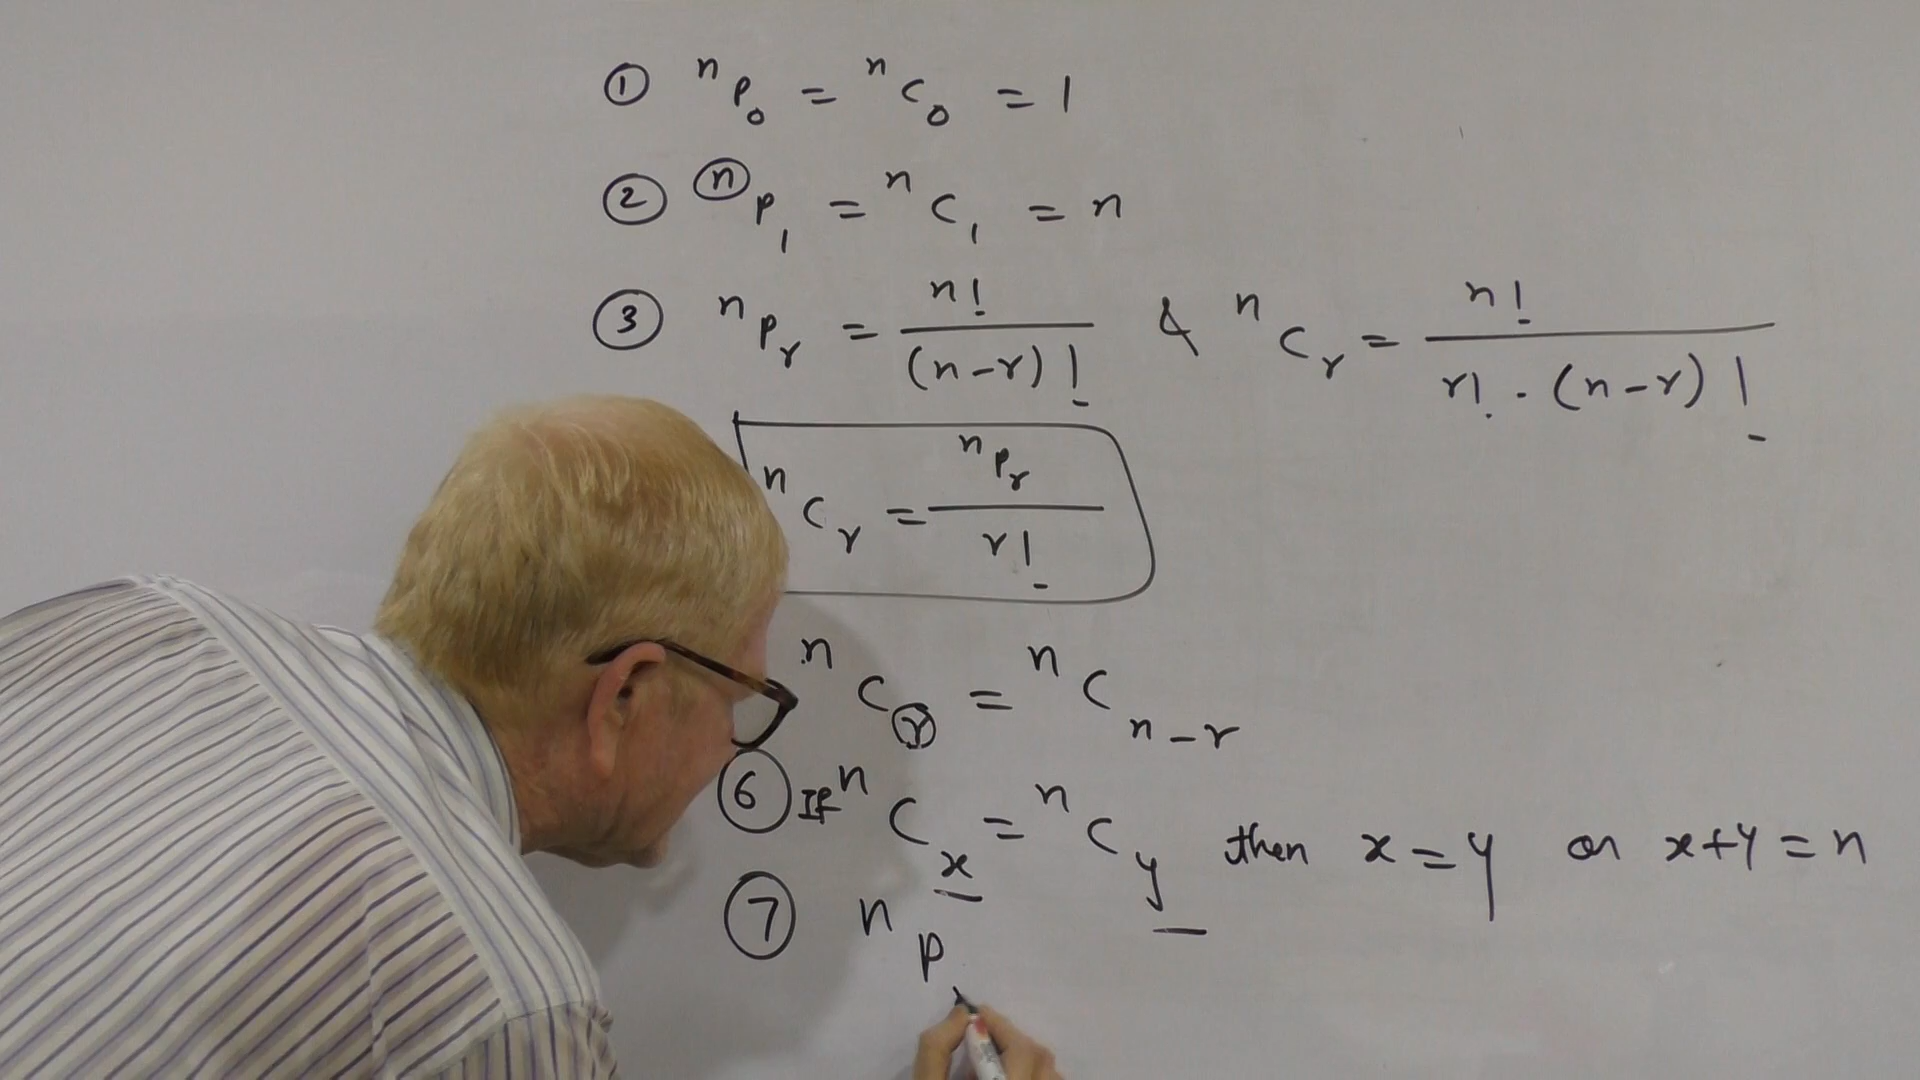 ① ⁿP₀ = ⁿC₀ = 1
② ⓝP₁ = ⁿC₁ = n
③ ⁿPᵣ = n!/(n-r)! & ⁿCᵣ = n!/(r! · (n-r)!)
ⁿCᵣ = ⁿPᵣ/r!
ⁿCⓡ = ⁿCₙ₋ᵣ
⑥ If ⁿCₓ = ⁿC_y then x = y or x+y = n
⑦ ⁿP